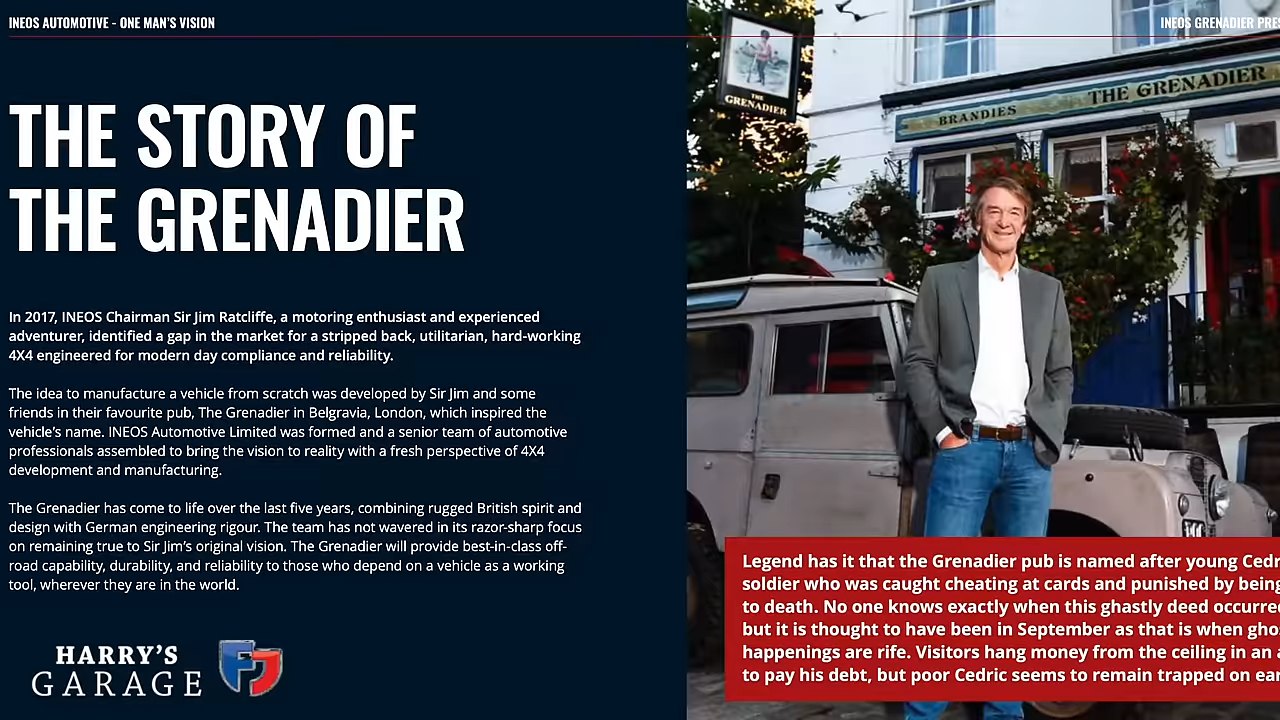 INEOS AUTOMOTIVE - ONE MAN'S VISION
INEOS GRENADIER
THE STORY OF
THE GRENADIER
In 2017, INEOS Chairman Sir Jim Ratcliffe, a motoring enthusiast and experienced
adventurer, identified a gap in the market for a stripped back, utilitarian, hard-working
4X4 engineered for modern day compliance and reliability.
The idea to manufacture a vehicle from scratch was developed by Sir Jim and some
friends in their favourite pub, The Grenadier in Belgravia, London, which inspired the
vehicle's name. INEOS Automotive Limited was formed and a senior team of automotive
professionals assembled to bring the vision to reality with a fresh perspective of 4X4
development and manufacturing.
The Grenadier has come to life over the last five years, combining rugged British spirit and
design with German engineering rigour. The team has not wavered in its razor-sharp focus
on remaining true to Sir Jim's original vision. The Grenadier will provide best-in-class off-
road capability, durability, and reliability to those who depend on a vehicle as a working
tool, wherever they are in the world.
HARRY'S
GARAGE
THE
GRENADIER
BRANDIES THE GRENADIER
Legend has it that the Grenadier pub is named after young
soldier who was caught cheating at cards and punished by being
to death. No one knows exactly when this ghastly deed
but it is thought to have been in September as that is when
happenings are rife. Visitors hang money from the ceiling in an
to pay his debt, but poor Cedric seems to remain trapped on